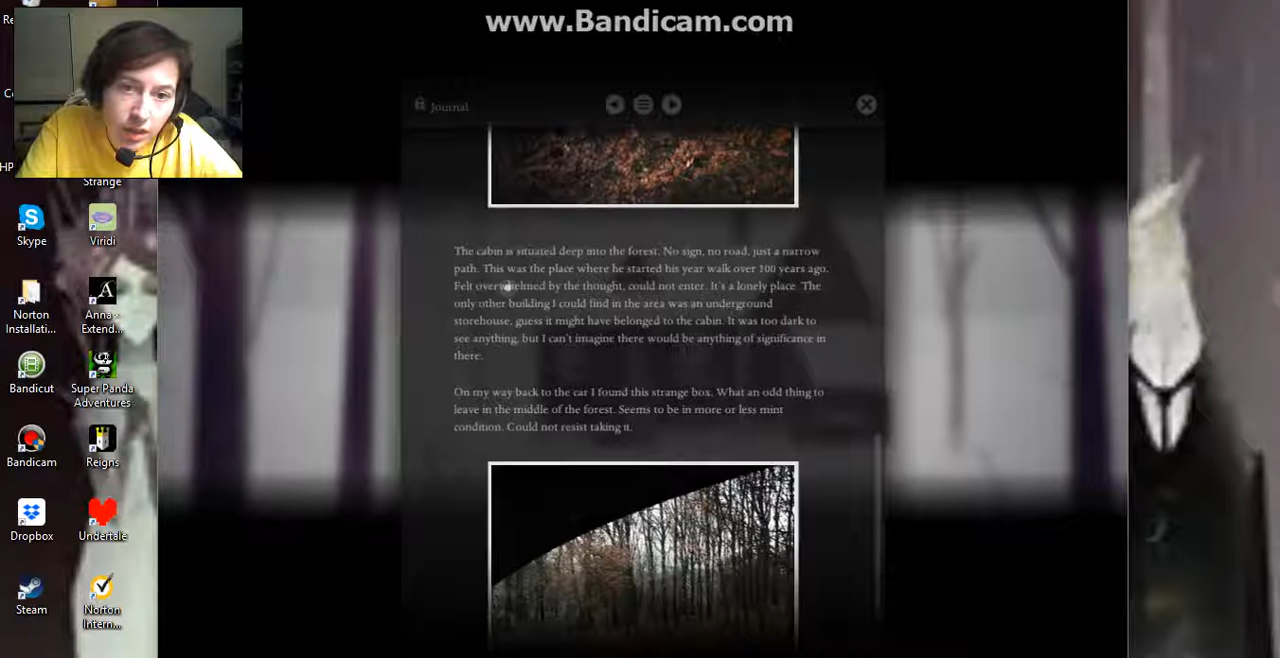 www.Bandicam.com
Journal
The cabin is situated deep into the forest. No sign, no road, just a narrow
path. This was the place where he started his year walk over 100 years ago.
Felt overwhelmed by the thought, could not enter. It's a lonely place. The
only other building I could find in the area was an underground
storehouse, guess it might have belonged to the cabin. It was too dark to
see anything, but I can't imagine there would be anything of significance in
there.
On my way back to the car I found this strange box. What an odd thing to
leave in the middle of the forest. Seems to be in more or less mint
condition. Could not resist taking it.
Re
Co
HP
Strange
Skype
Viridi
Norton
Installati...
Anna -
Extend...
Bandicut
Super Panda
Adventures
Bandicam
Reigns
Dropbox
Undertale
Steam
Norton
Intern...